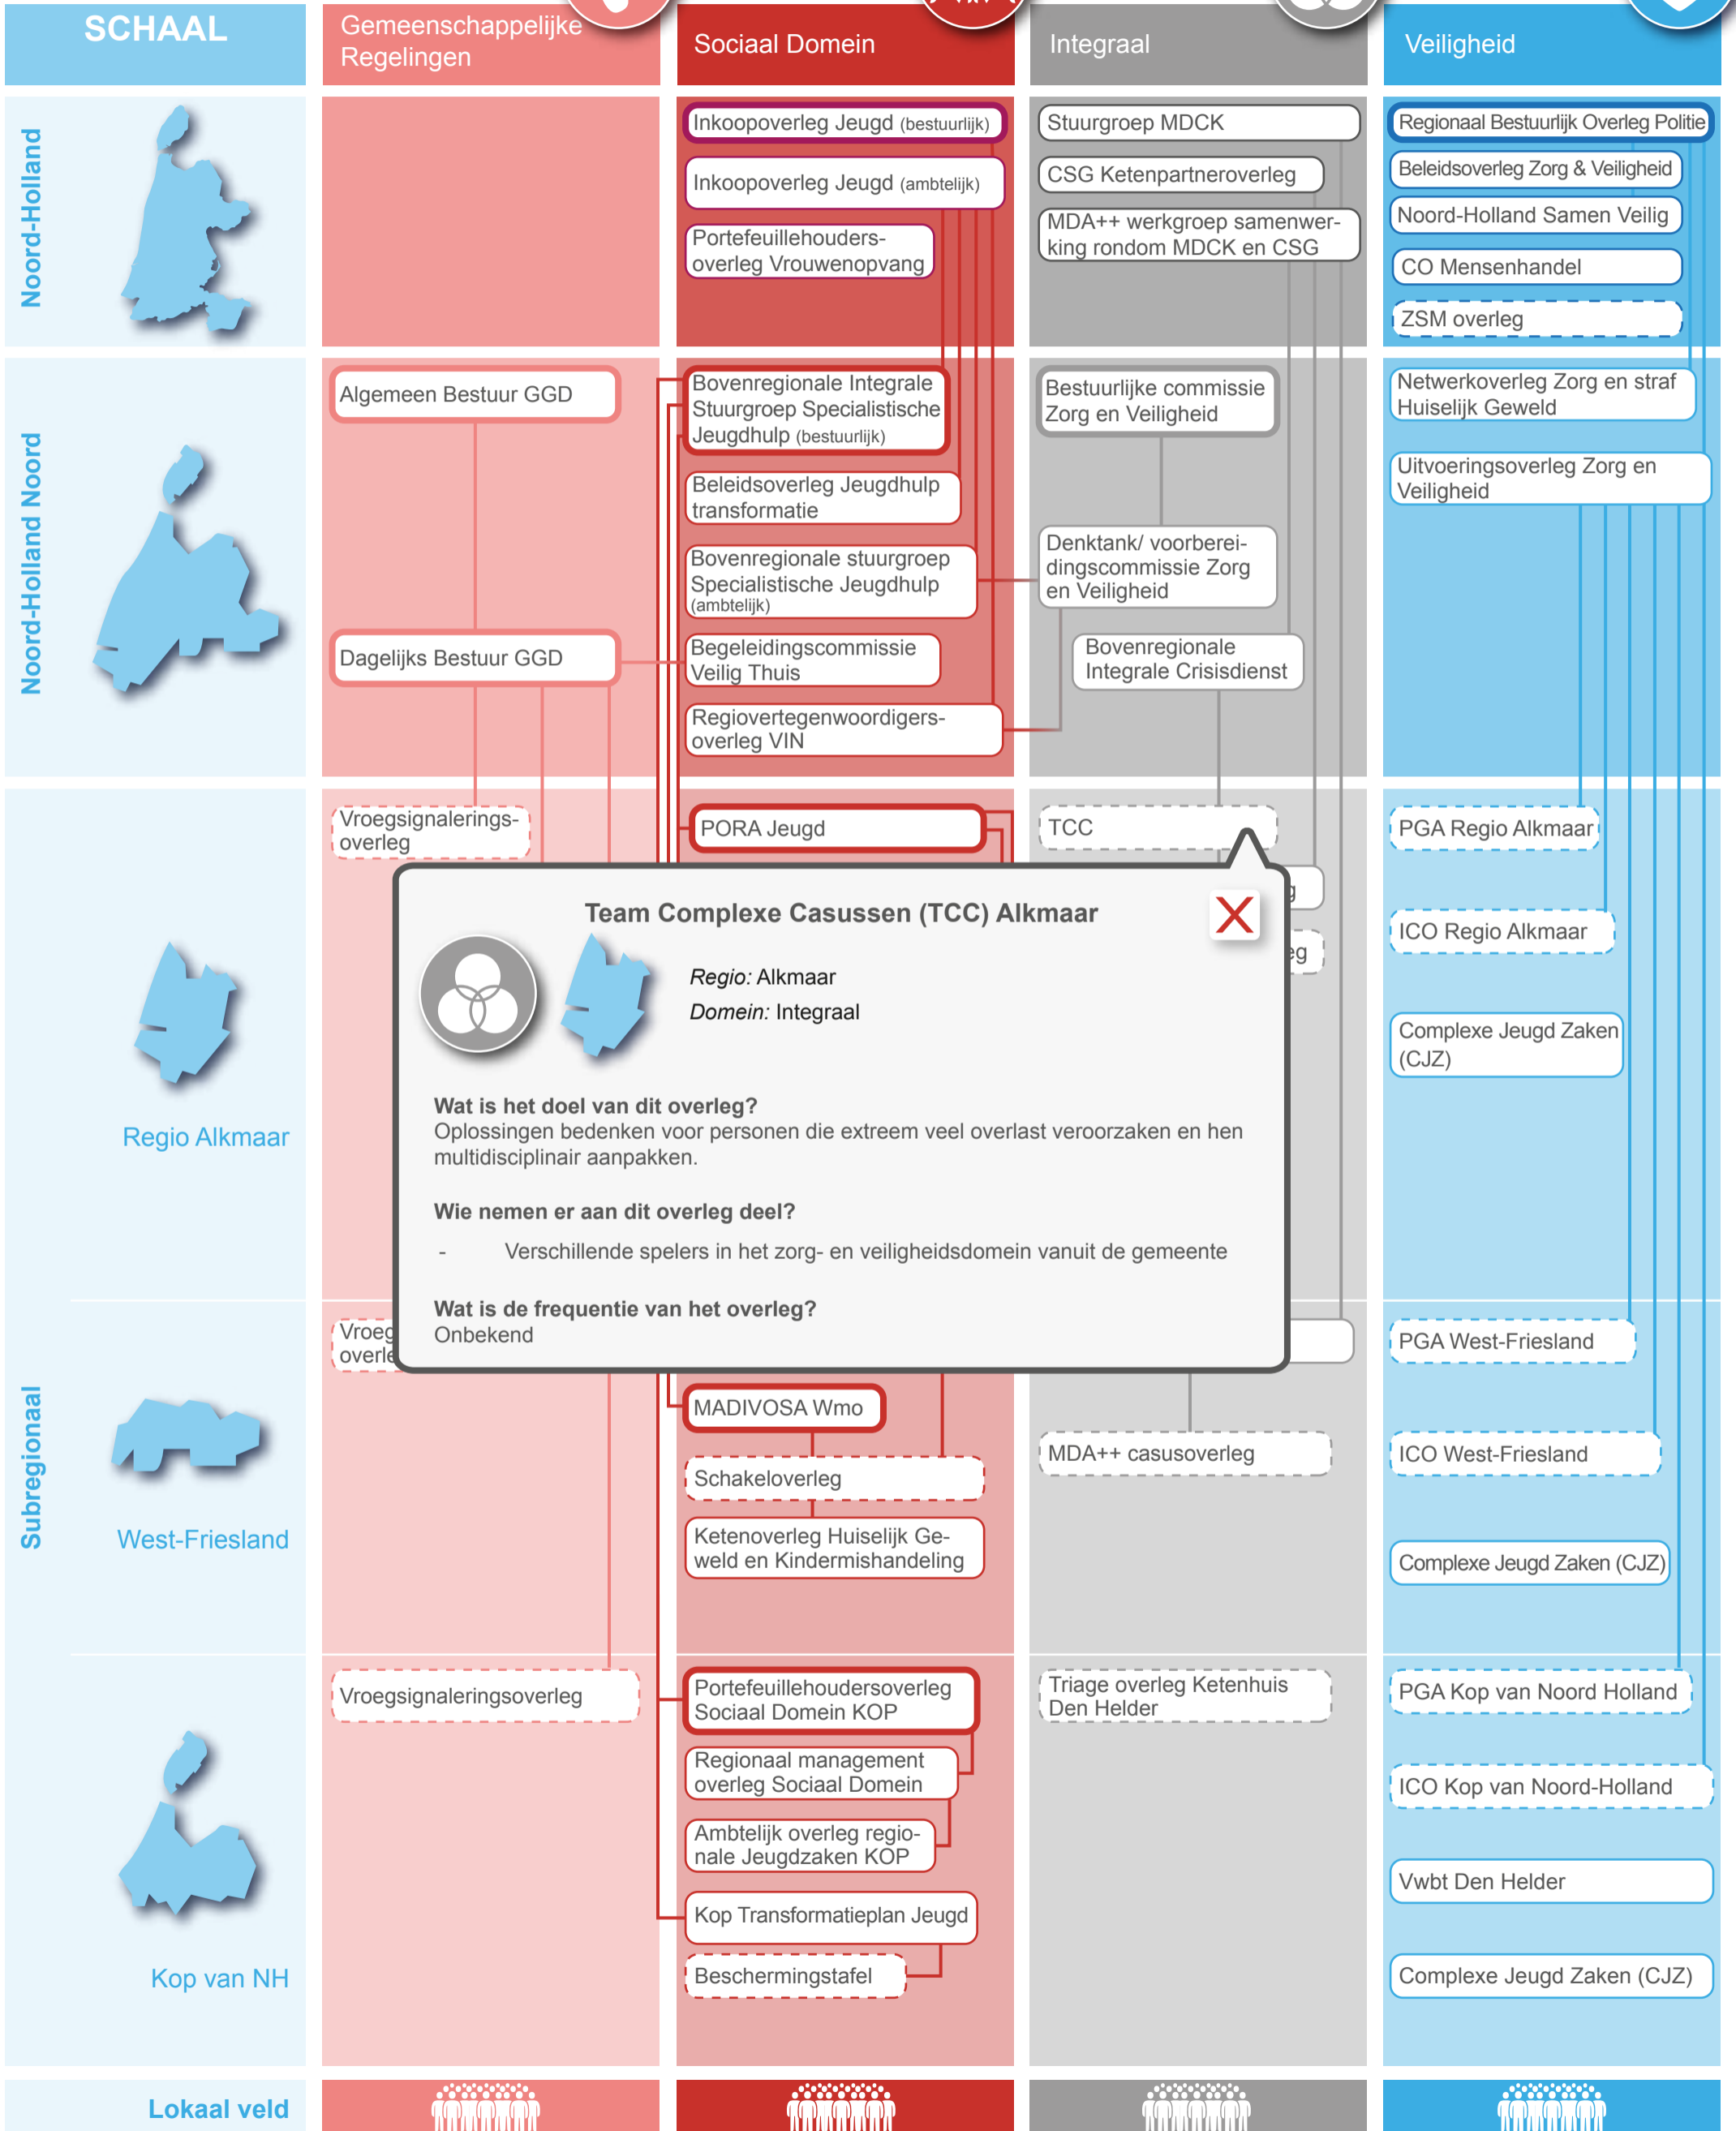 SCHAAL
Gemeenschappelijke
Regelingen
Sociaal Domein
Integraal
Veiligheid
Noord-Holland
Inkoopoverleg Jeugd (bestuurlijk)
Inkoopoverleg Jeugd (ambtelijk)
Portefeuillehouders-
overleg Vrouwenopvang
Stuurgroep MDCK
CSG Ketenpartneroverleg
MDA++ werkgroep samenwer-
king rondom MDCK en CSG
Regionaal Bestuurlijk Overleg Politie
Beleidsoverleg Zorg & Veiligheid
Noord-Holland Samen Veilig
CO Mensenhandel
ZSM overleg
Noord-Holland Noord
Algemeen Bestuur GGD
Dagelijks Bestuur GGD
Bovenregionale Integrale
Stuurgroep Specialistische
Jeugdhulp (bestuurlijk)
Beleidsoverleg Jeugdhulp
transformatie
Bovenregionale stuurgroep
Specialistische Jeugdhulp
(ambtelijk)
Begeleidingscommissie
Veilig Thuis
Regiovertegenwoordigers-
overleg VIN
Bestuurlijke commissie
Zorg en Veiligheid
Denktank/ voorberei-
dingscommissie Zorg
en Veiligheid
Bovenregionale
Integrale Crisisdienst
Netwerkoverleg Zorg en straf
Huiselijk Geweld
Uitvoeringsoverleg Zorg en
Veiligheid
Subregionaal
Regio Alkmaar
Vroegsignalerings-
overleg
PORA Jeugd
TCC
g
eg
PGA Regio Alkmaar
ICO Regio Alkmaar
Complexe Jeugd Zaken
(CJZ)
Team Complexe Casussen (TCC) Alkmaar
X
Regio: Alkmaar
Domein: Integraal
Wat is het doel van dit overleg?
Oplossingen bedenken voor personen die extreem veel overlast veroorzaken en hen
multidisciplinair aanpakken.
Wie nemen er aan dit overleg deel?
- Verschillende spelers in het zorg- en veiligheidsdomein vanuit de gemeente
Wat is de frequentie van het overleg?
Onbekend
West-Friesland
Vroeg
overle
MADIVOSA Wmo
Schakeloverleg
Ketenoverleg Huiselijk Ge-
weld en Kindermishandeling
MDA++ casusoverleg
PGA West-Friesland
ICO West-Friesland
Complexe Jeugd Zaken (CJZ)
Kop van NH
Vroegsignaleringsoverleg
Portefeuillehoudersoverleg
Sociaal Domein KOP
Regionaal management
overleg Sociaal Domein
Ambtelijk overleg regio-
nale Jeugdzaken KOP
Kop Transformatieplan Jeugd
Beschermingstafel
Triage overleg Ketenhuis
Den Helder
PGA Kop van Noord Holland
ICO Kop van Noord-Holland
Vwbt Den Helder
Complexe Jeugd Zaken (CJZ)
Lokaal veld